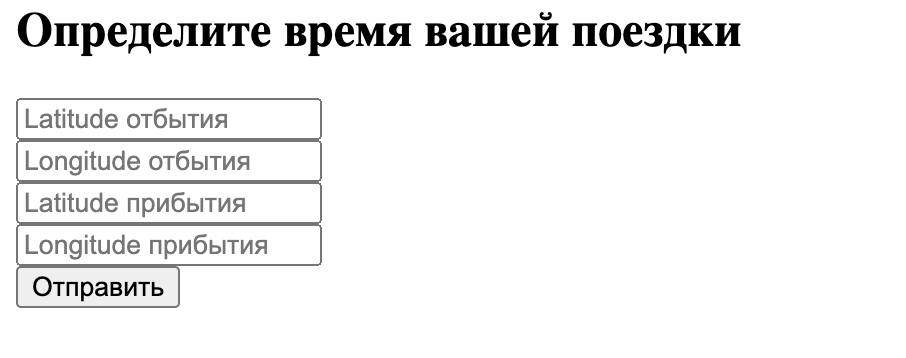 Определите время вашей поездки
Latitude отбытия
Longitude отбытия
Latitude прибытия
Longitude прибытия
Отправить